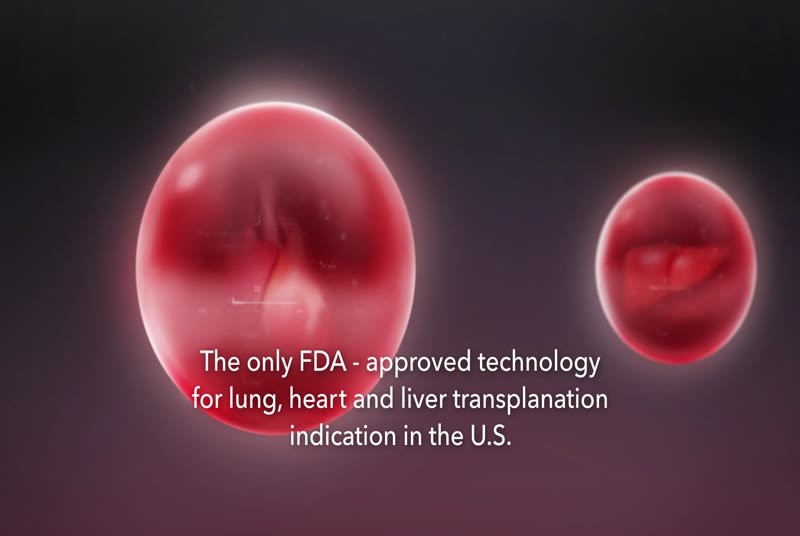 The only FDA - approved technology
for lung, heart and liver transplanation
indication in the U.S.